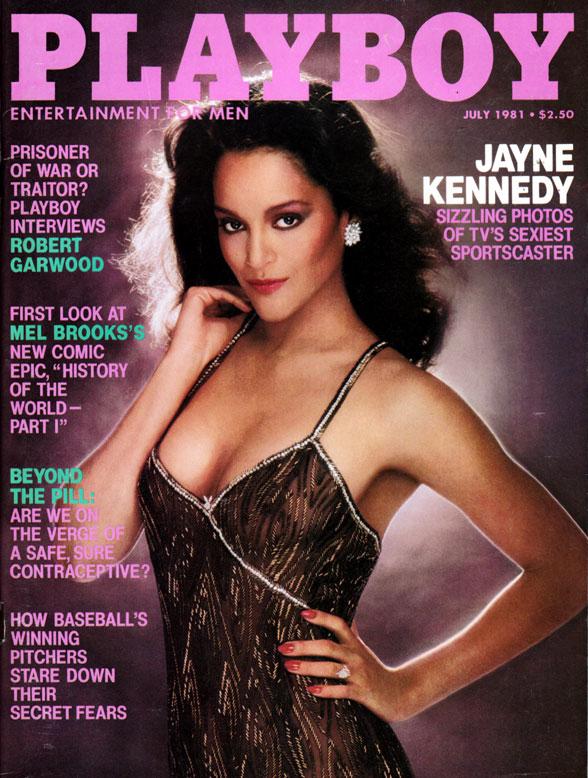 PLAYBOY
ENTERTAINMENT FOR MEN
JULY 1981 • $2.50
PRISONER
OF WAR OR
TRAITOR?
PLAYBOY
INTERVIEWS
ROBERT
GARWOOD
JAYNE
KENNEDY
SIZZLING PHOTOS
OF TV'S SEXIEST
SPORTSCASTER
FIRST LOOK AT
MEL BROOKS'S
NEW COMIC
EPIC, “HISTORY
OF THE
WORLD—
PART I”
BEYOND
THE PILL:
ARE WE ON
THE VERGE OF
A SAFE, SURE
CONTRACEPTIVE?
HOW BASEBALL'S
WINNING
PITCHERS
STARE DOWN
THEIR
SECRET FEARS